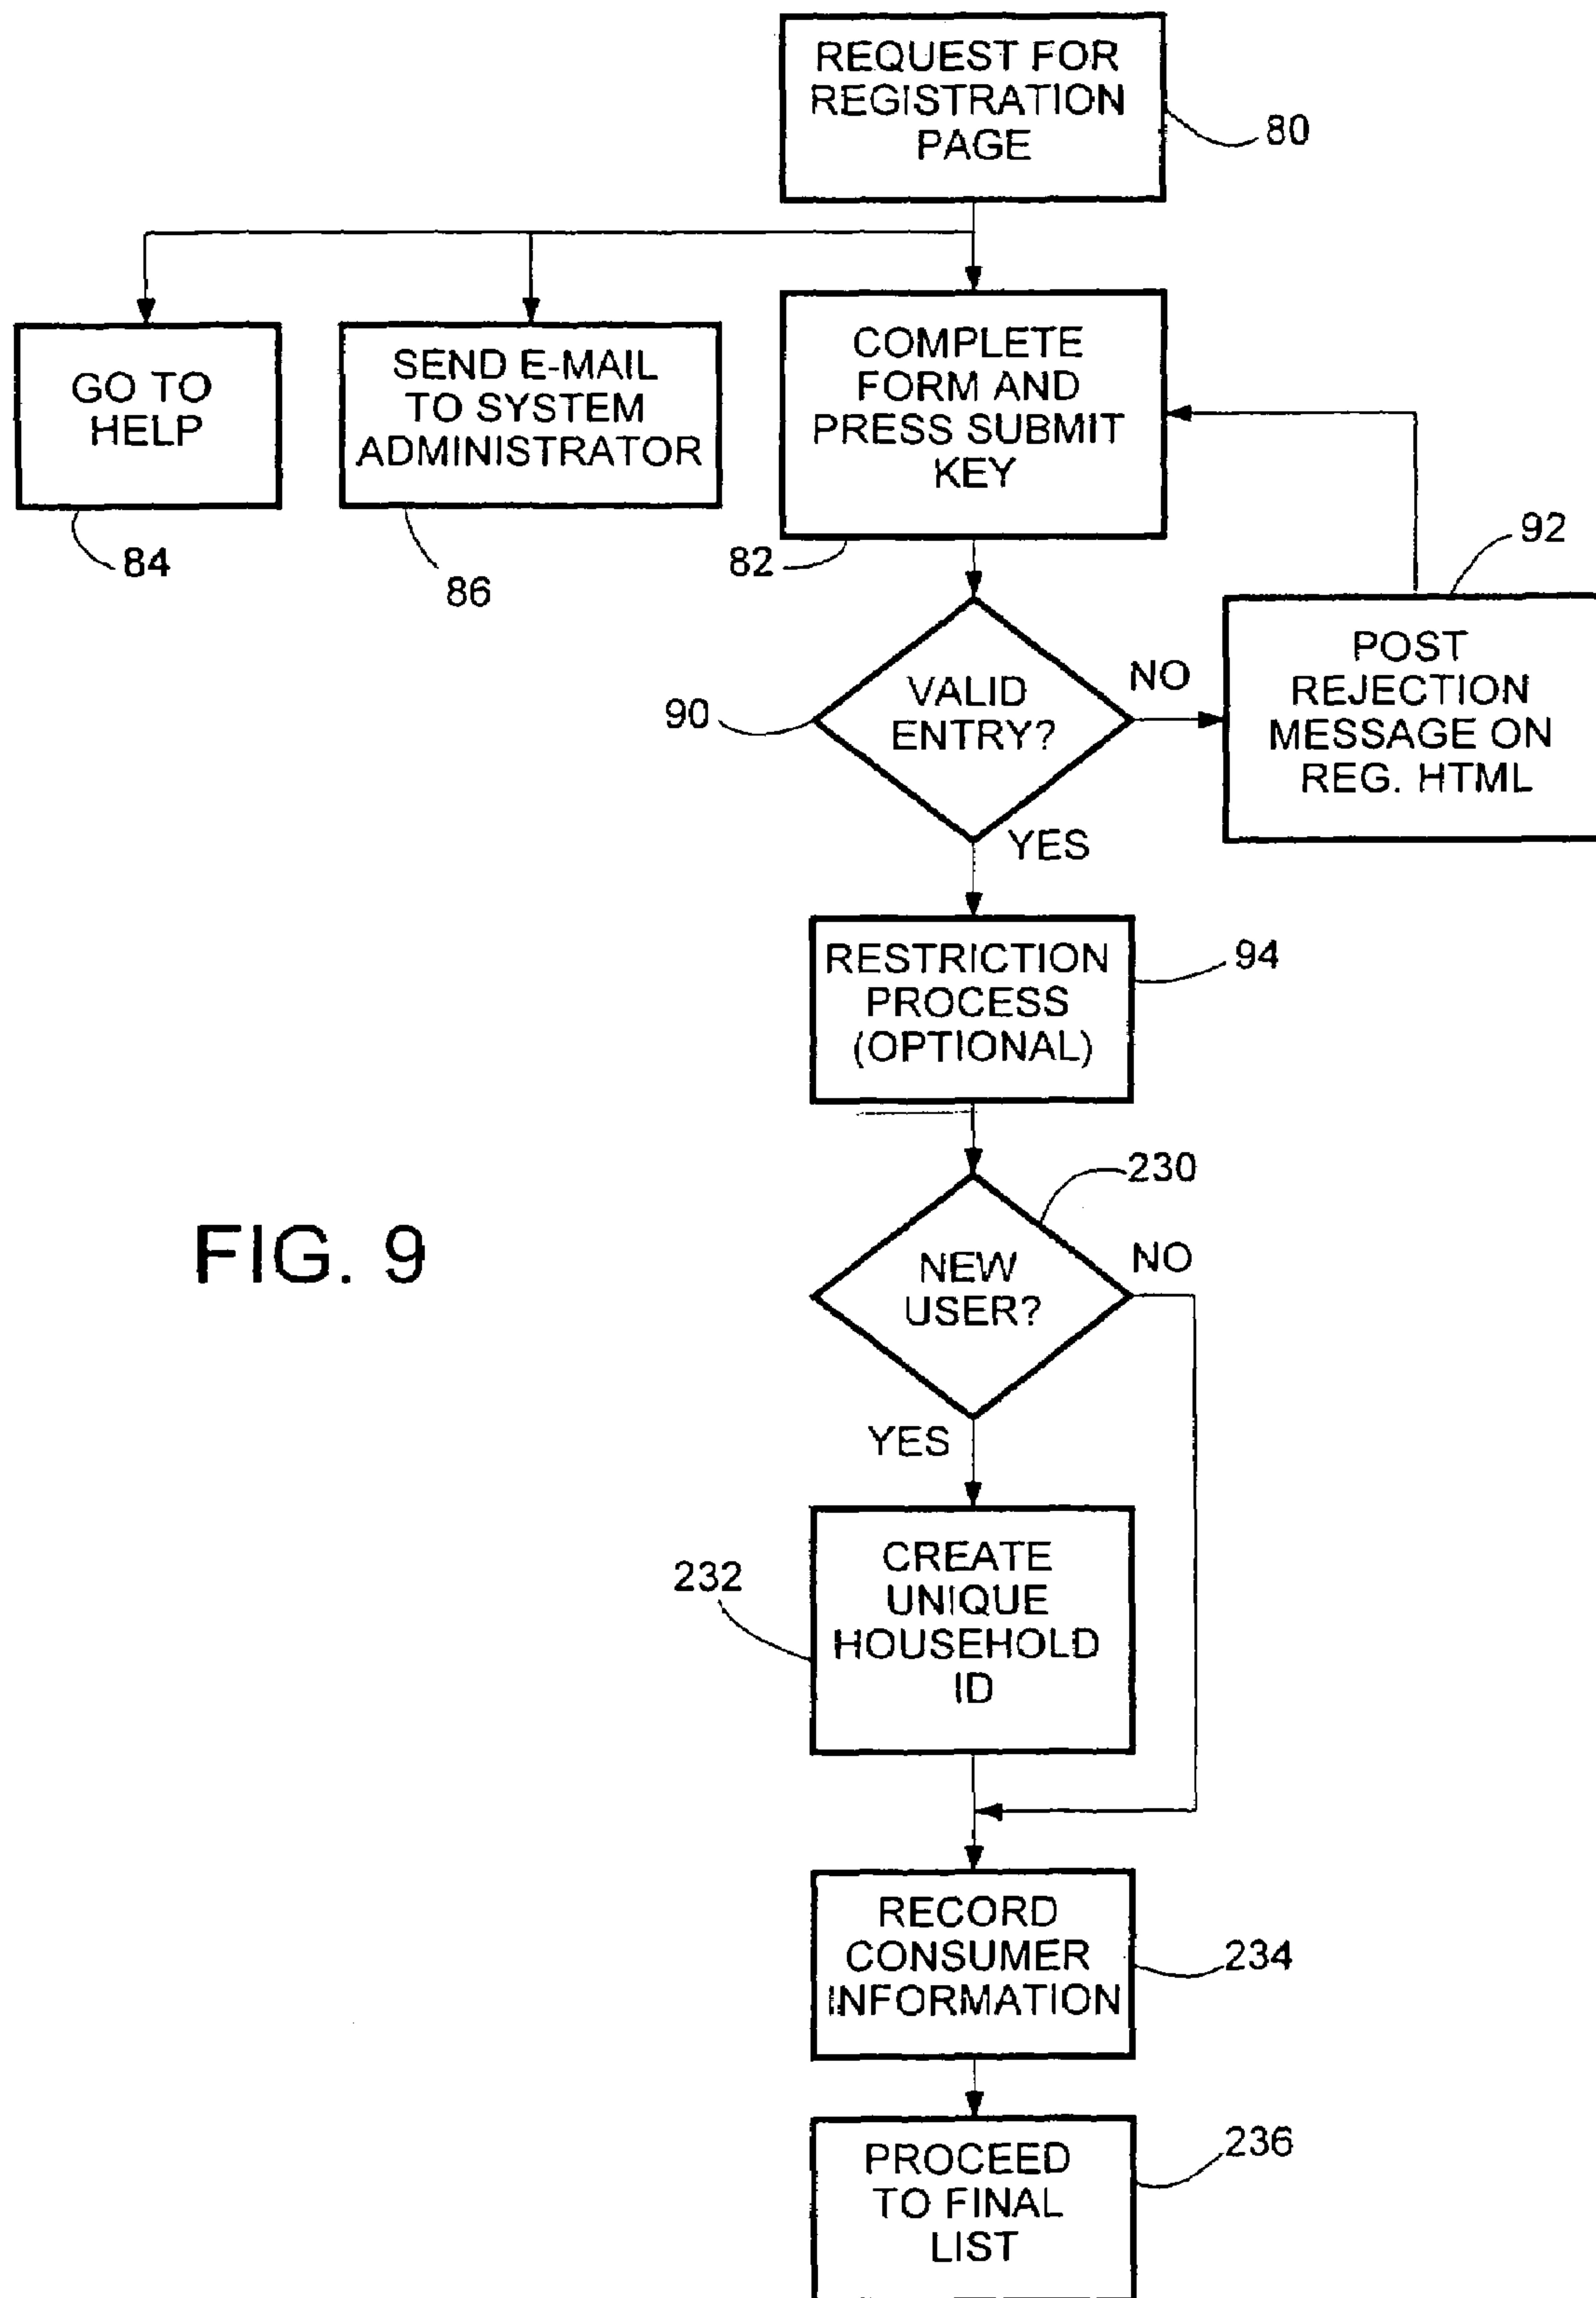 REQUEST FOR
REGISTRATION
PAGE
80
GO TO
HELP
84
SEND E-MAIL
TO SYSTEM
ADMINISTRATOR
86
COMPLETE
FORM AND
PRESS SUBMIT
KEY
82
92
POST
REJECTION
MESSAGE ON
REG. HTML
NO
VALID
ENTRY?
90
YES
RESTRICTION
PROCESS
(OPTIONAL)
94
230
NEW
USER?
NO
FIG. 9
YES
CREATE
UNIQUE
HOUSEHOLD
ID
232
RECORD
CONSUMER
INFORMATION
234
PROCEED
TO FINAL
LIST
236